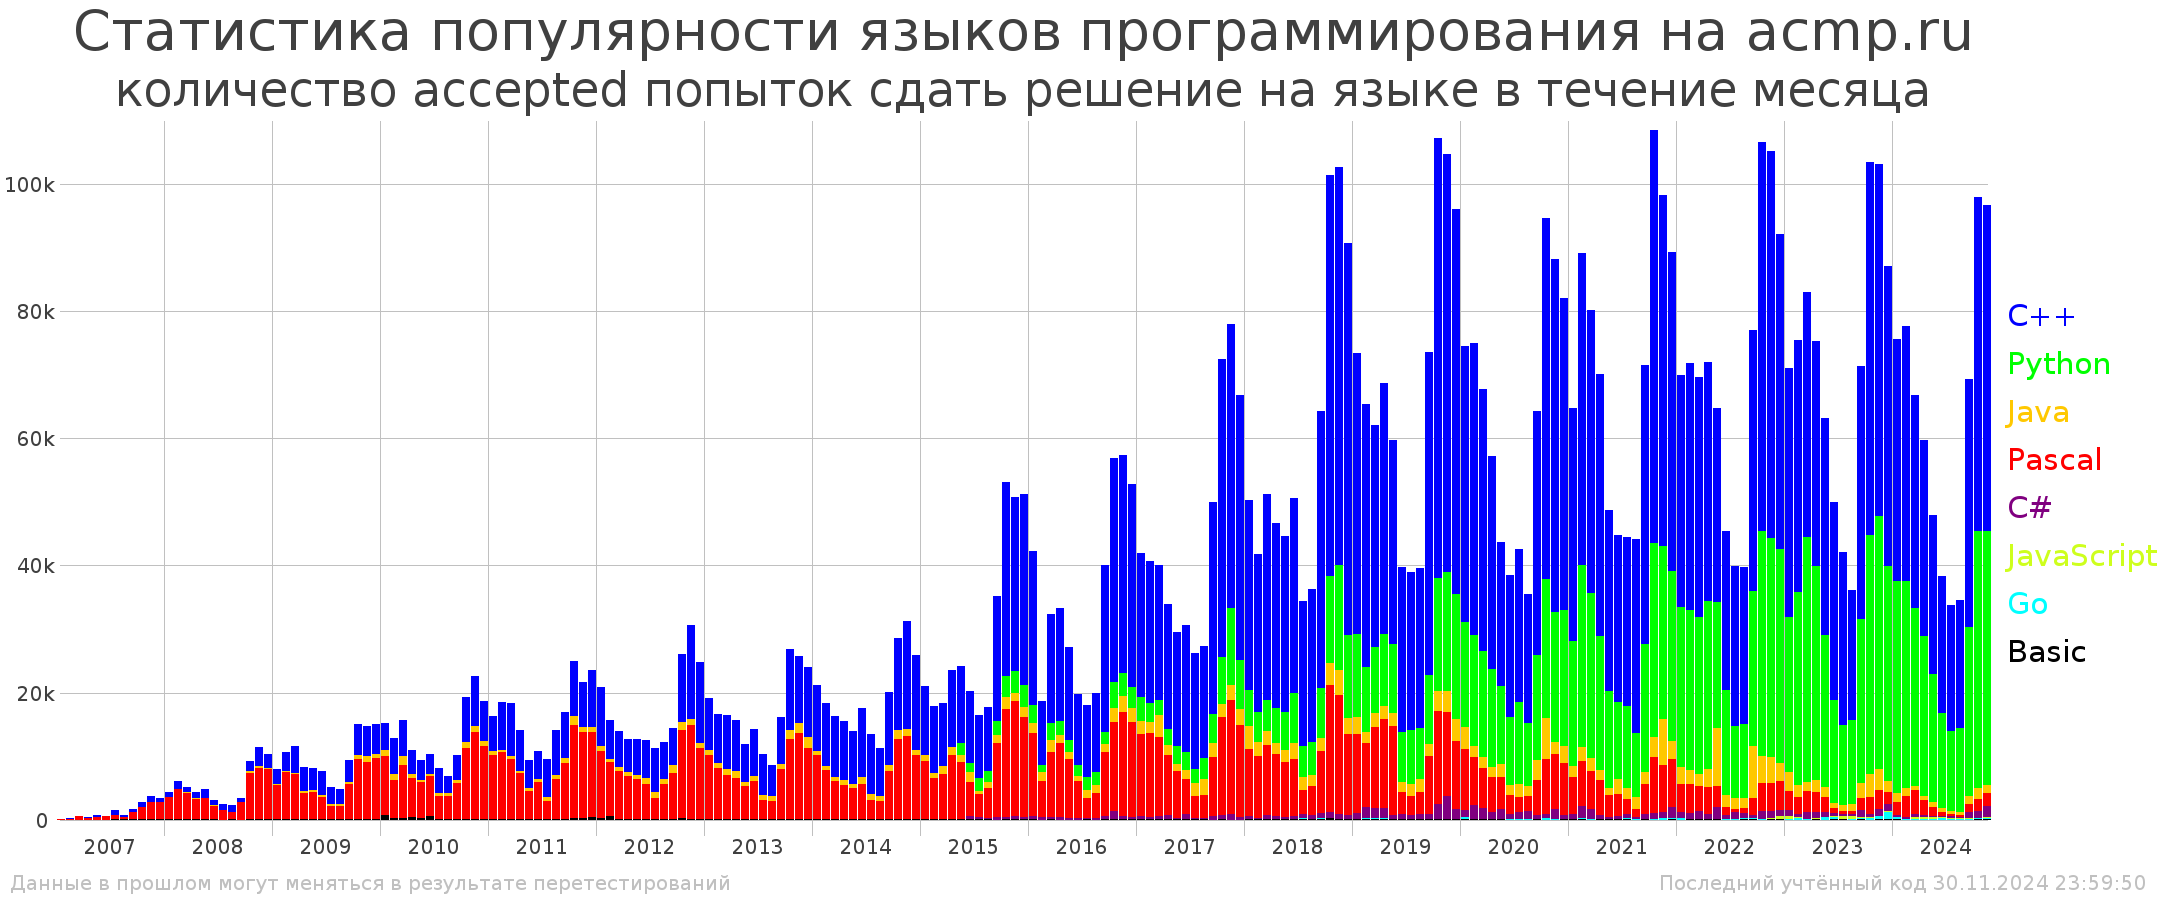 Статистика популярности языков программирования на acmp.ru
количество accepted попыток сдать решение на языке в течение месяца
100k
80k
60k
40k
20k
0
C++
Python
Java
Pascal
C#
JavaScript
Go
Basic
2007 2008 2009 2010 2011 2012 2013 2014 2015 2016 2017 2018 2019 2020 2021 2022 2023 2024
Данные в прошлом могут меняться в результате перетестирований
Последний учтённый код 30.11.2024 23:59:50